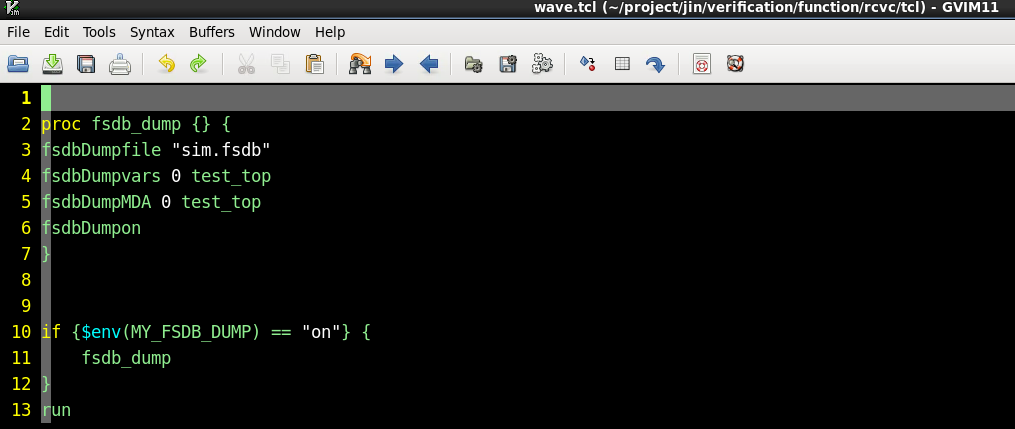 wave.tcl (~/project/jin/verification/function/rcvc/tcl) - GVIM11
File Edit Tools Syntax Buffers Window Help
1
2 proc fsdb_dump {} {
3 fsdbDumpfile "sim.fsdb"
4 fsdbDumpvars 0 test_top
5 fsdbDumpMDA 0 test_top
6 fsdbDumpon
7 }
8
9
10 if {$env(MY_FSDB_DUMP) == "on"} {
11     fsdb_dump
12 }
13 run